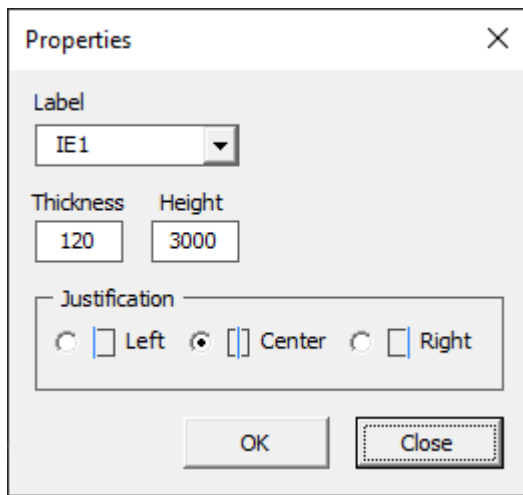 Properties
Label
IE1
Thickness Height
120 3000
Justification
Left Center Right
OK Close